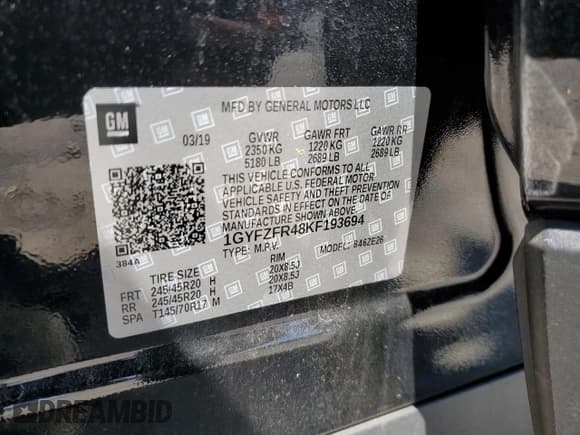 GM
MFD BY GENERAL MOTORS LLC
03/19 GVWR GAWR FRT GAWR RR
2350 KG 1220 KG 1220 KG
5180 LB 2689 LB 2689 LB
THIS VEHICLE CONFORMS TO ALL
APPLICABLE U.S. FEDERAL MOTOR
VEHICLE SAFETY AND THEFT PREVENTION
STANDARDS IN EFFECT ON THE DATE OF
MANUFACTURE SHOWN ABOVE.
1GYFZFR48KF193694
384A
TYPE: M.P.V. MODEL: 6NE26
TIRE SIZE RIM
FRT 245/45R20 H 20X8.5J
RR 245/45R20 H 20X8.5J
SPA T145/70R17 M 17X4B
DREAMBID